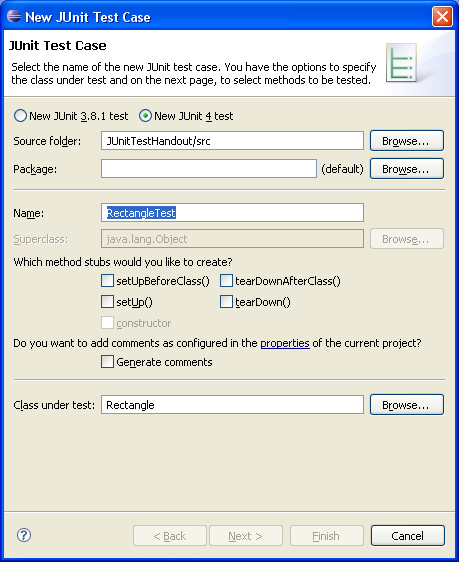 New JUnit Test Case
JUnit Test Case
Select the name of the new JUnit test case. You have the options to specify
the class under test and on the next page, to select methods to be tested.
New JUnit 3.8.1 test New JUnit 4 test
Source folder: JUnitTestHandout/src Browse...
Package: (default) Browse...
Name: RectangleTest
Superclass: java.lang.Object Browse...
Which method stubs would you like to create?
setUpBeforeClass() tearDownAfterClass()
setUp() tearDown()
constructor
Do you want to add comments as configured in the properties of the current project?
Generate comments
Class under test: Rectangle Browse...
? < Back Next > Finish Cancel